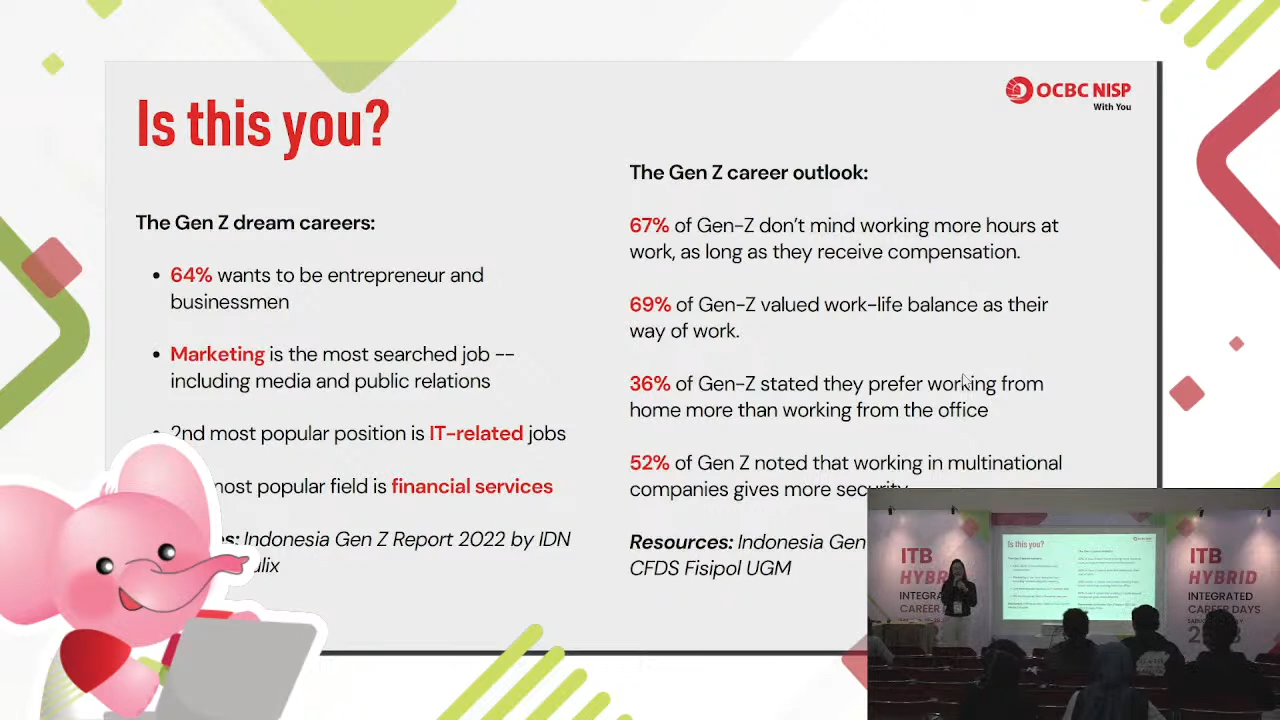 Is this you?
OCBC NISP
With You
The Gen Z dream careers:
• 64% wants to be entrepreneur and
businessmen
• Marketing is the most searched job --
including media and public relations
• 2nd most popular position is IT-related jobs
most popular field is financial services
Indonesia Gen Z Report 2022 by IDN
The Gen Z career outlook:
67% of Gen-Z don't mind working more hours at
work, as long as they receive compensation.
69% of Gen-Z valued work-life balance as their
way of work.
36% of Gen-Z stated they prefer working from
home more than working from the office
52% of Gen Z noted that working in multinational
companies gives more security.
Resources: Indonesia Gen
CFDS Fisipol UGM
ITB
HYBR
INTEGRA
CAREER
Is this you?
ITB
HYBRID
INTEGRATED
CAREER DAYS